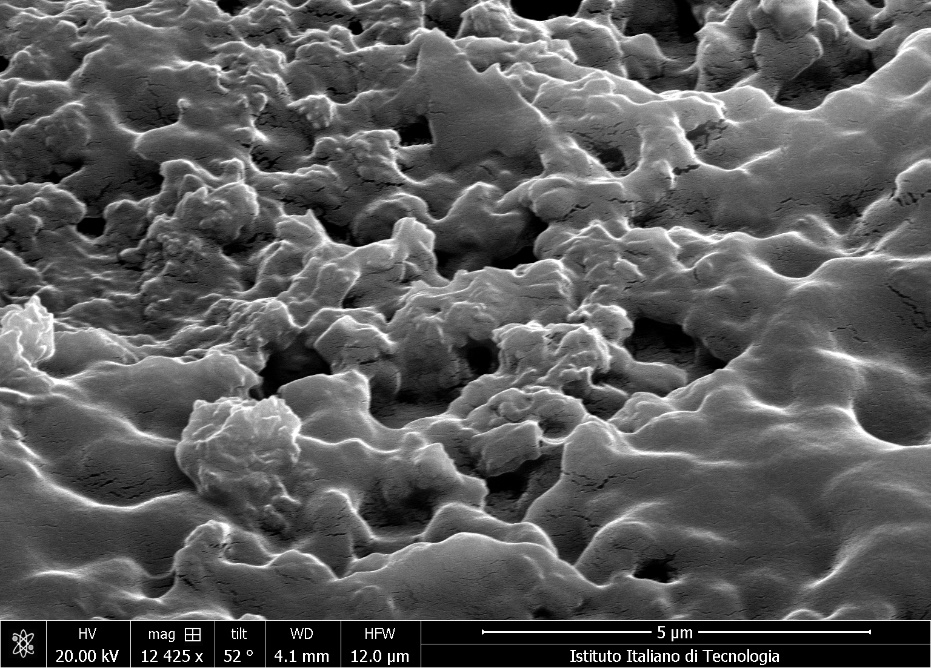 HV mag tilt WD HFW 5 µm
20.00 kV 12 425 x 52 ° 4.1 mm 12.0 µm Istituto Italiano di Tecnologia